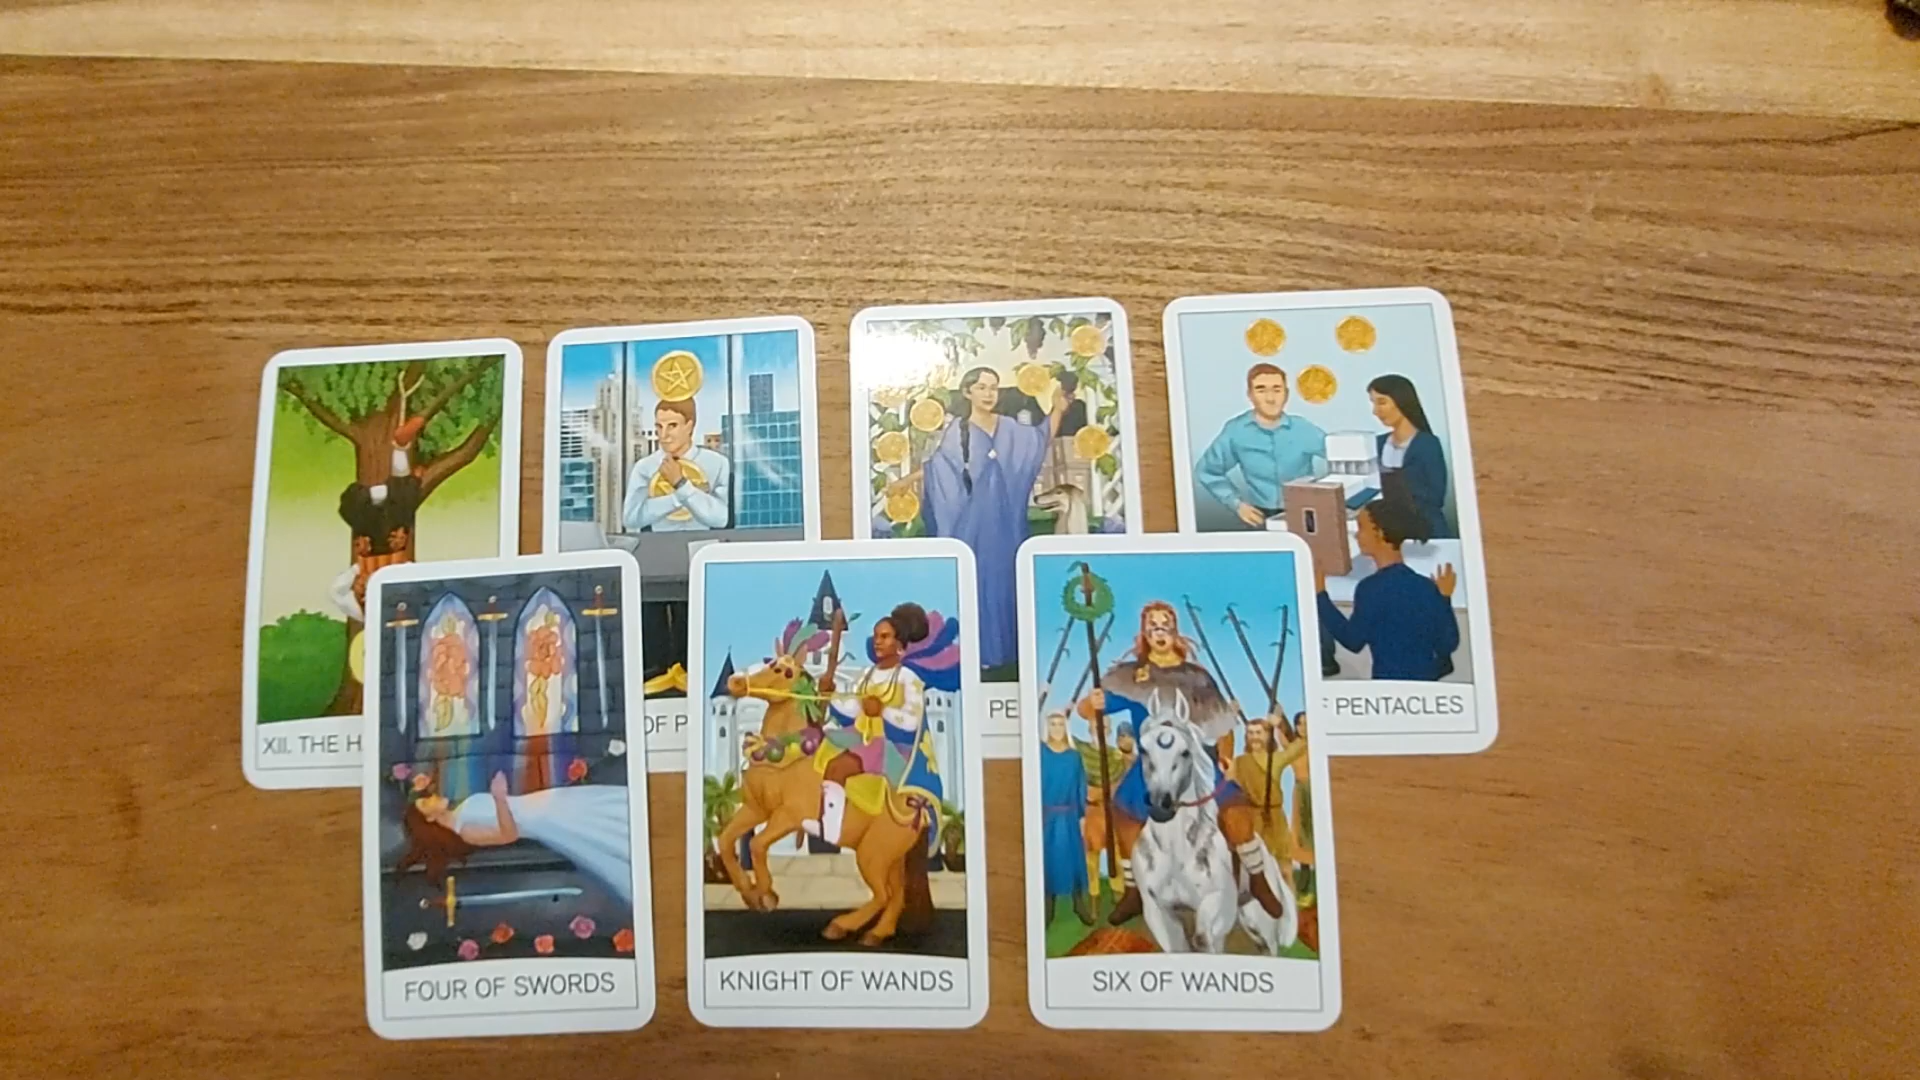 XII. THE H
OF P
PE
F PENTACLES
FOUR OF SWORDS
KNIGHT OF WANDS
SIX OF WANDS